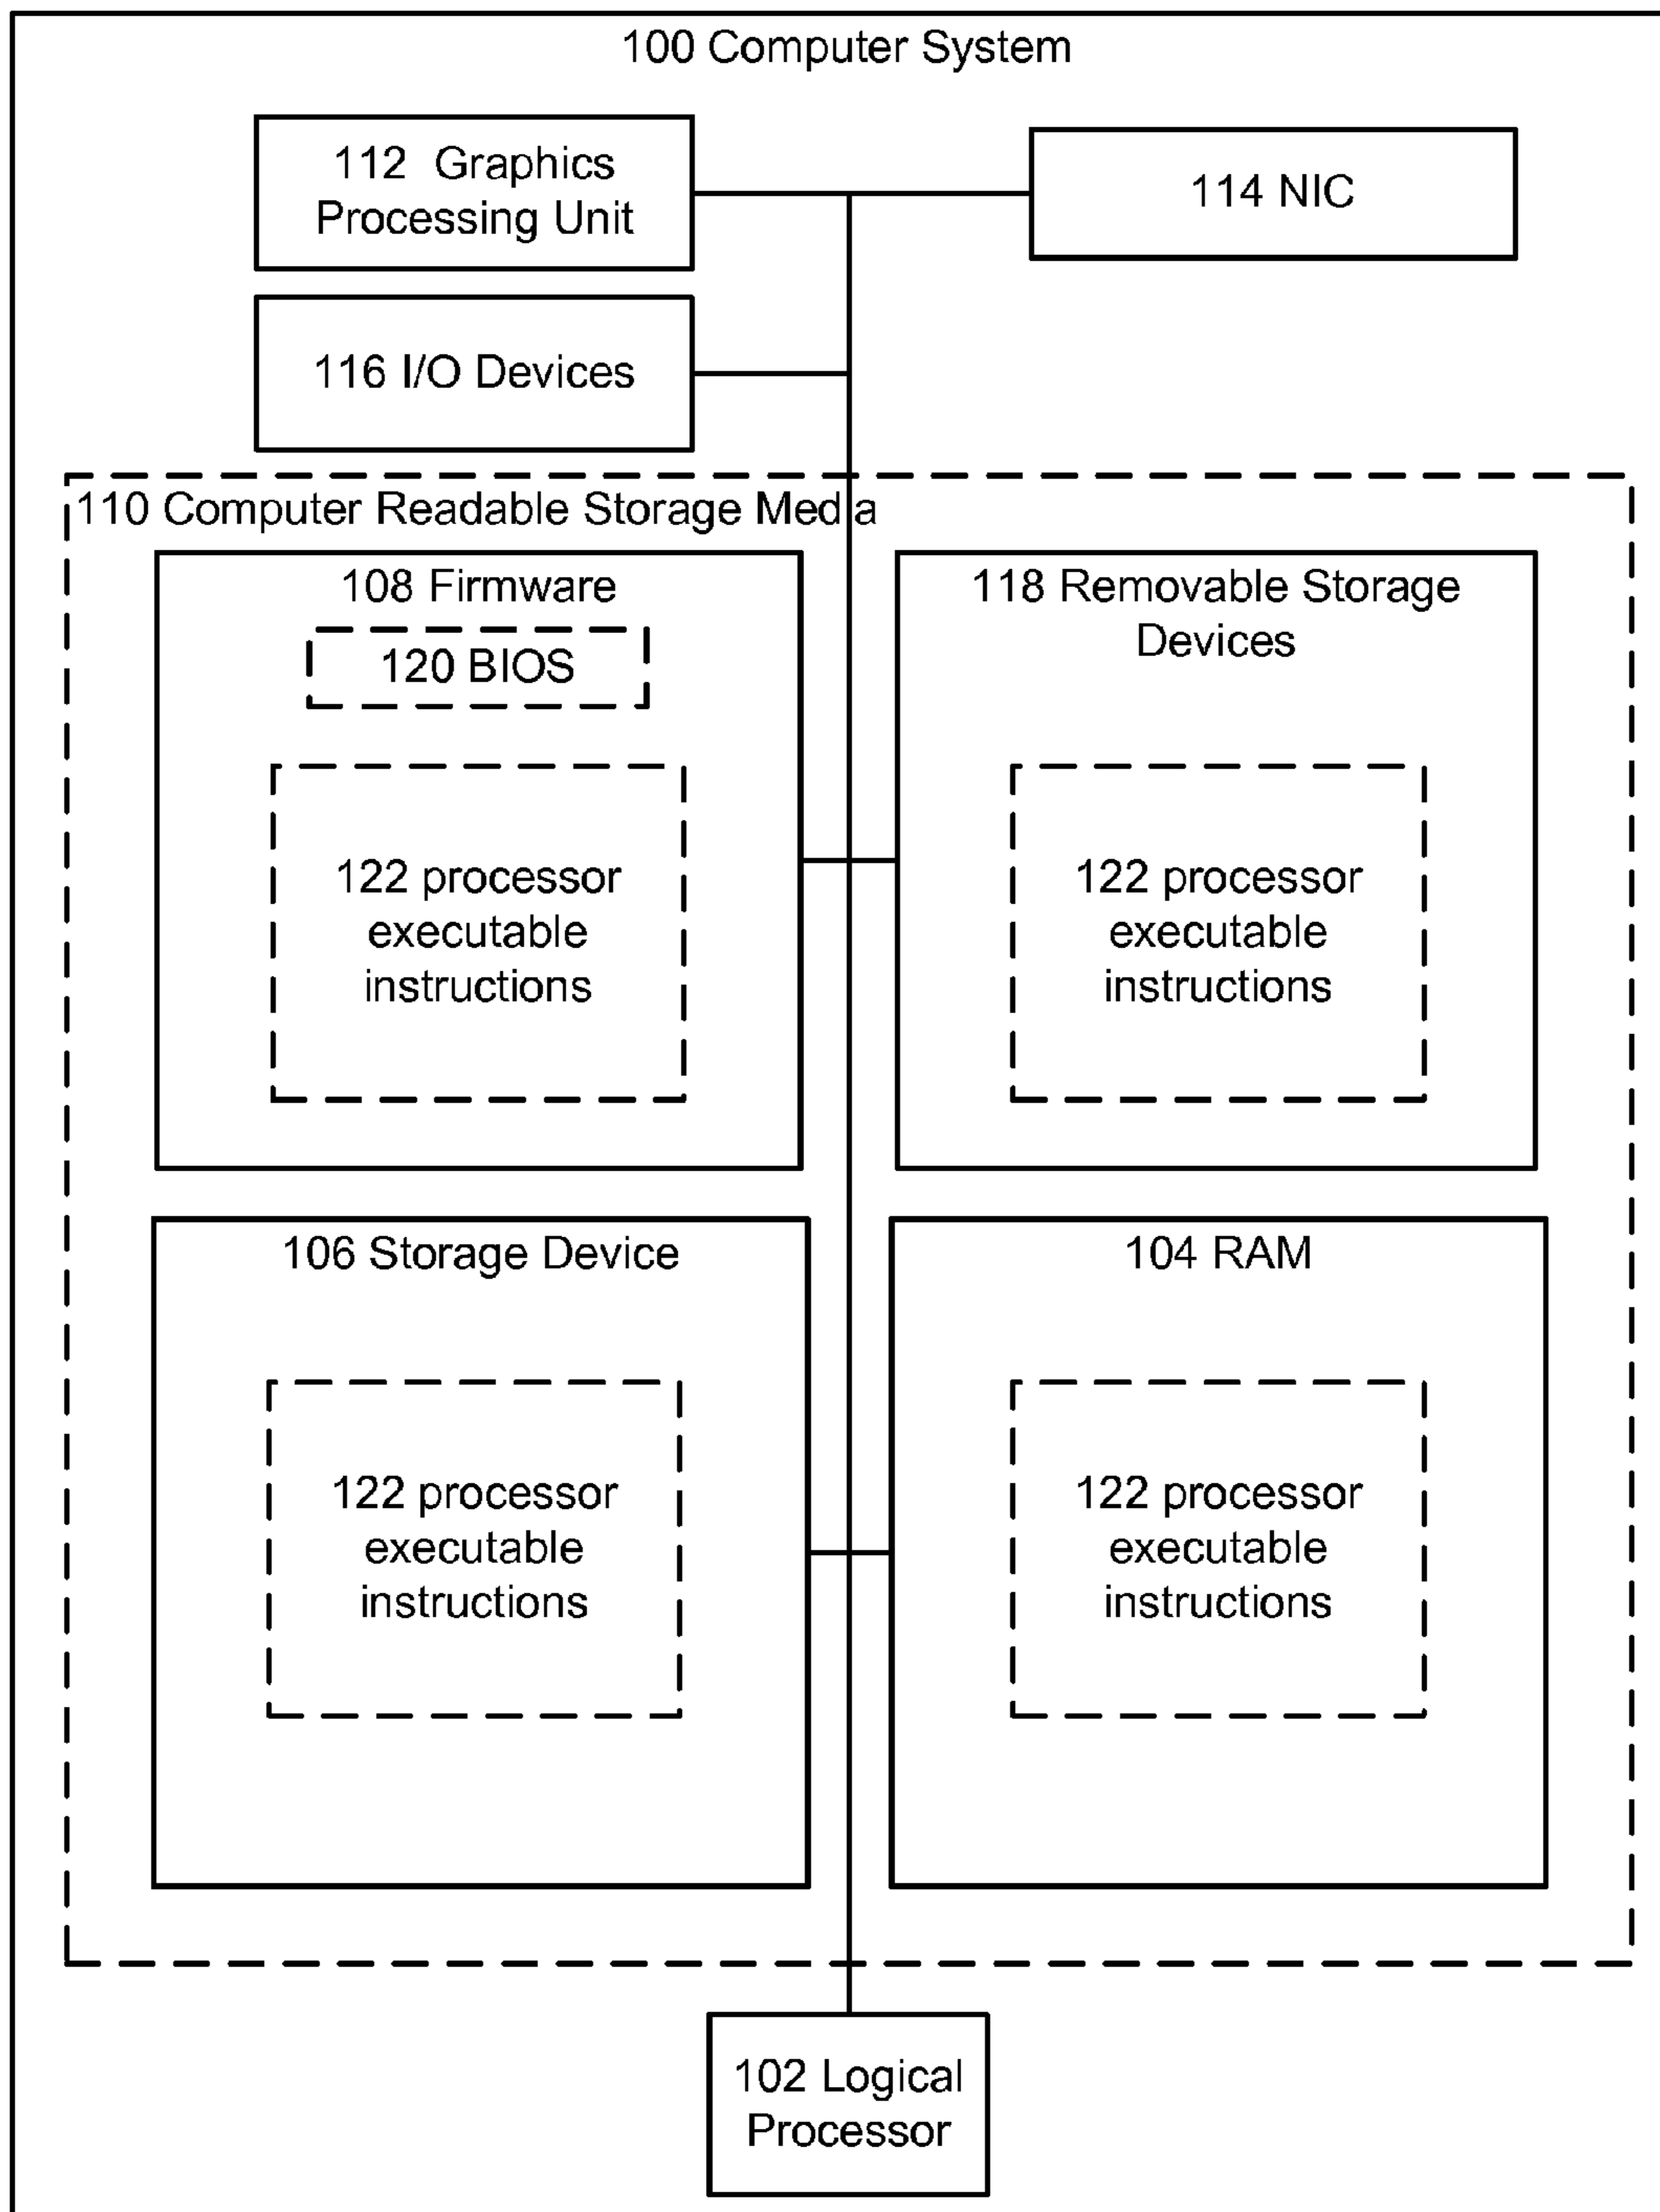 100 Computer System
112 Graphics
Processing Unit
114 NIC
116 I/O Devices
110 Computer Readable Storage Media
108 Firmware
120 BIOS
122 processor
executable
instructions
118 Removable Storage
Devices
122 processor
executable
instructions
106 Storage Device
122 processor
executable
instructions
104 RAM
122 processor
executable
instructions
102 Logical
Processor